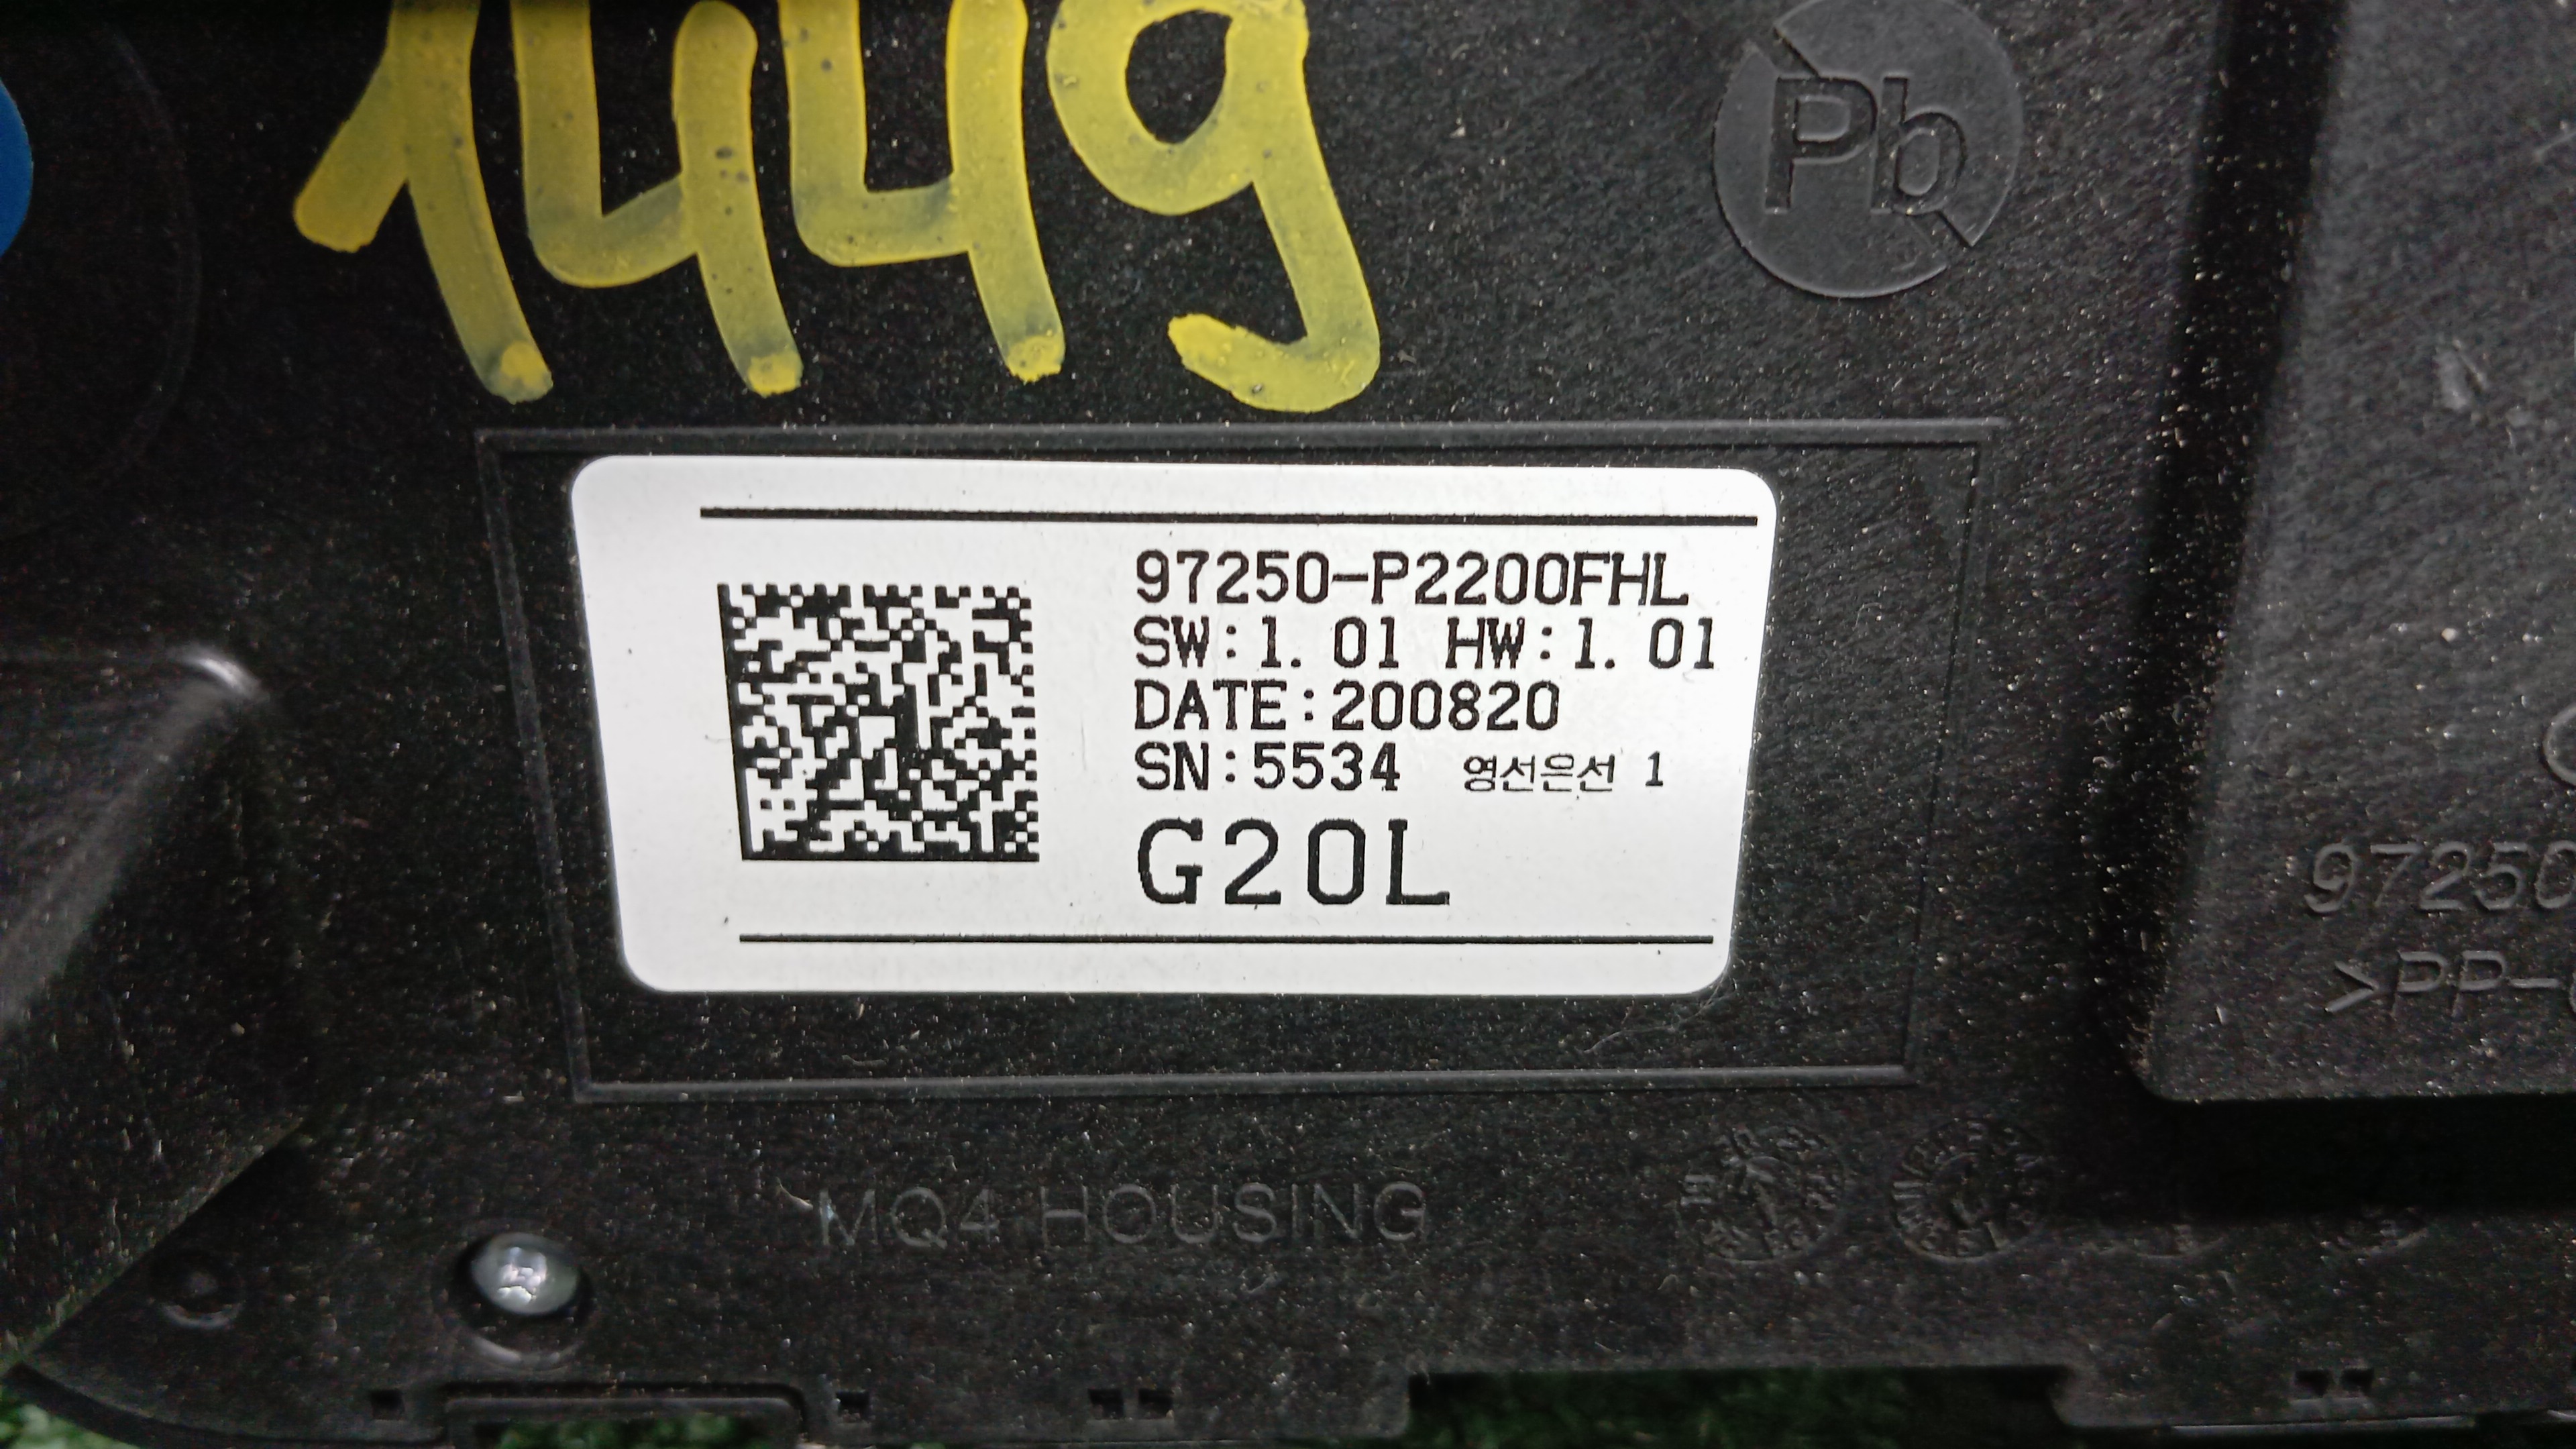 1449
Pb
97250-P2200FHL
SW:1.01 HW:1.01
DATE:200820
SN:5534 영선은선 1
G20L
97250
>PP-
MQ4 HOUSING